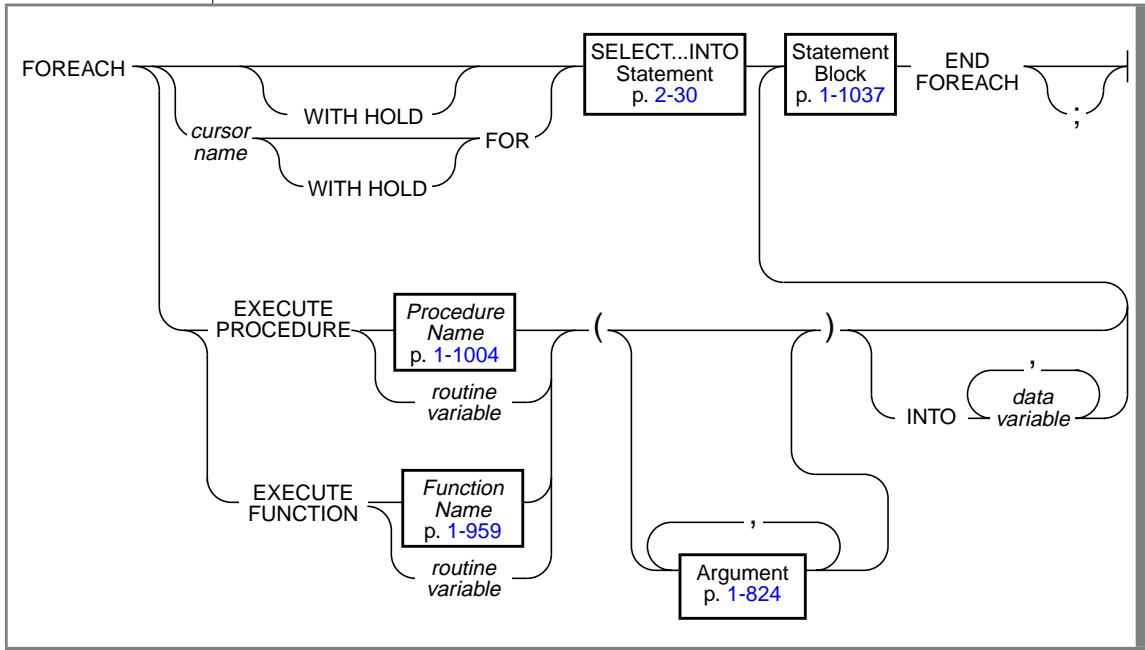 FOREACH
WITH HOLD
cursor
name
WITH HOLD
FOR
SELECT...INTO
Statement
p. 2-30
Statement
Block
p. 1-1037
END
FOREACH
;
EXECUTE
PROCEDURE
Procedure
Name
p. 1-1004
routine
variable
(
)
,
INTO
data
variable
EXECUTE
FUNCTION
Function
Name
p. 1-959
routine
variable
,
Argument
p. 1-824